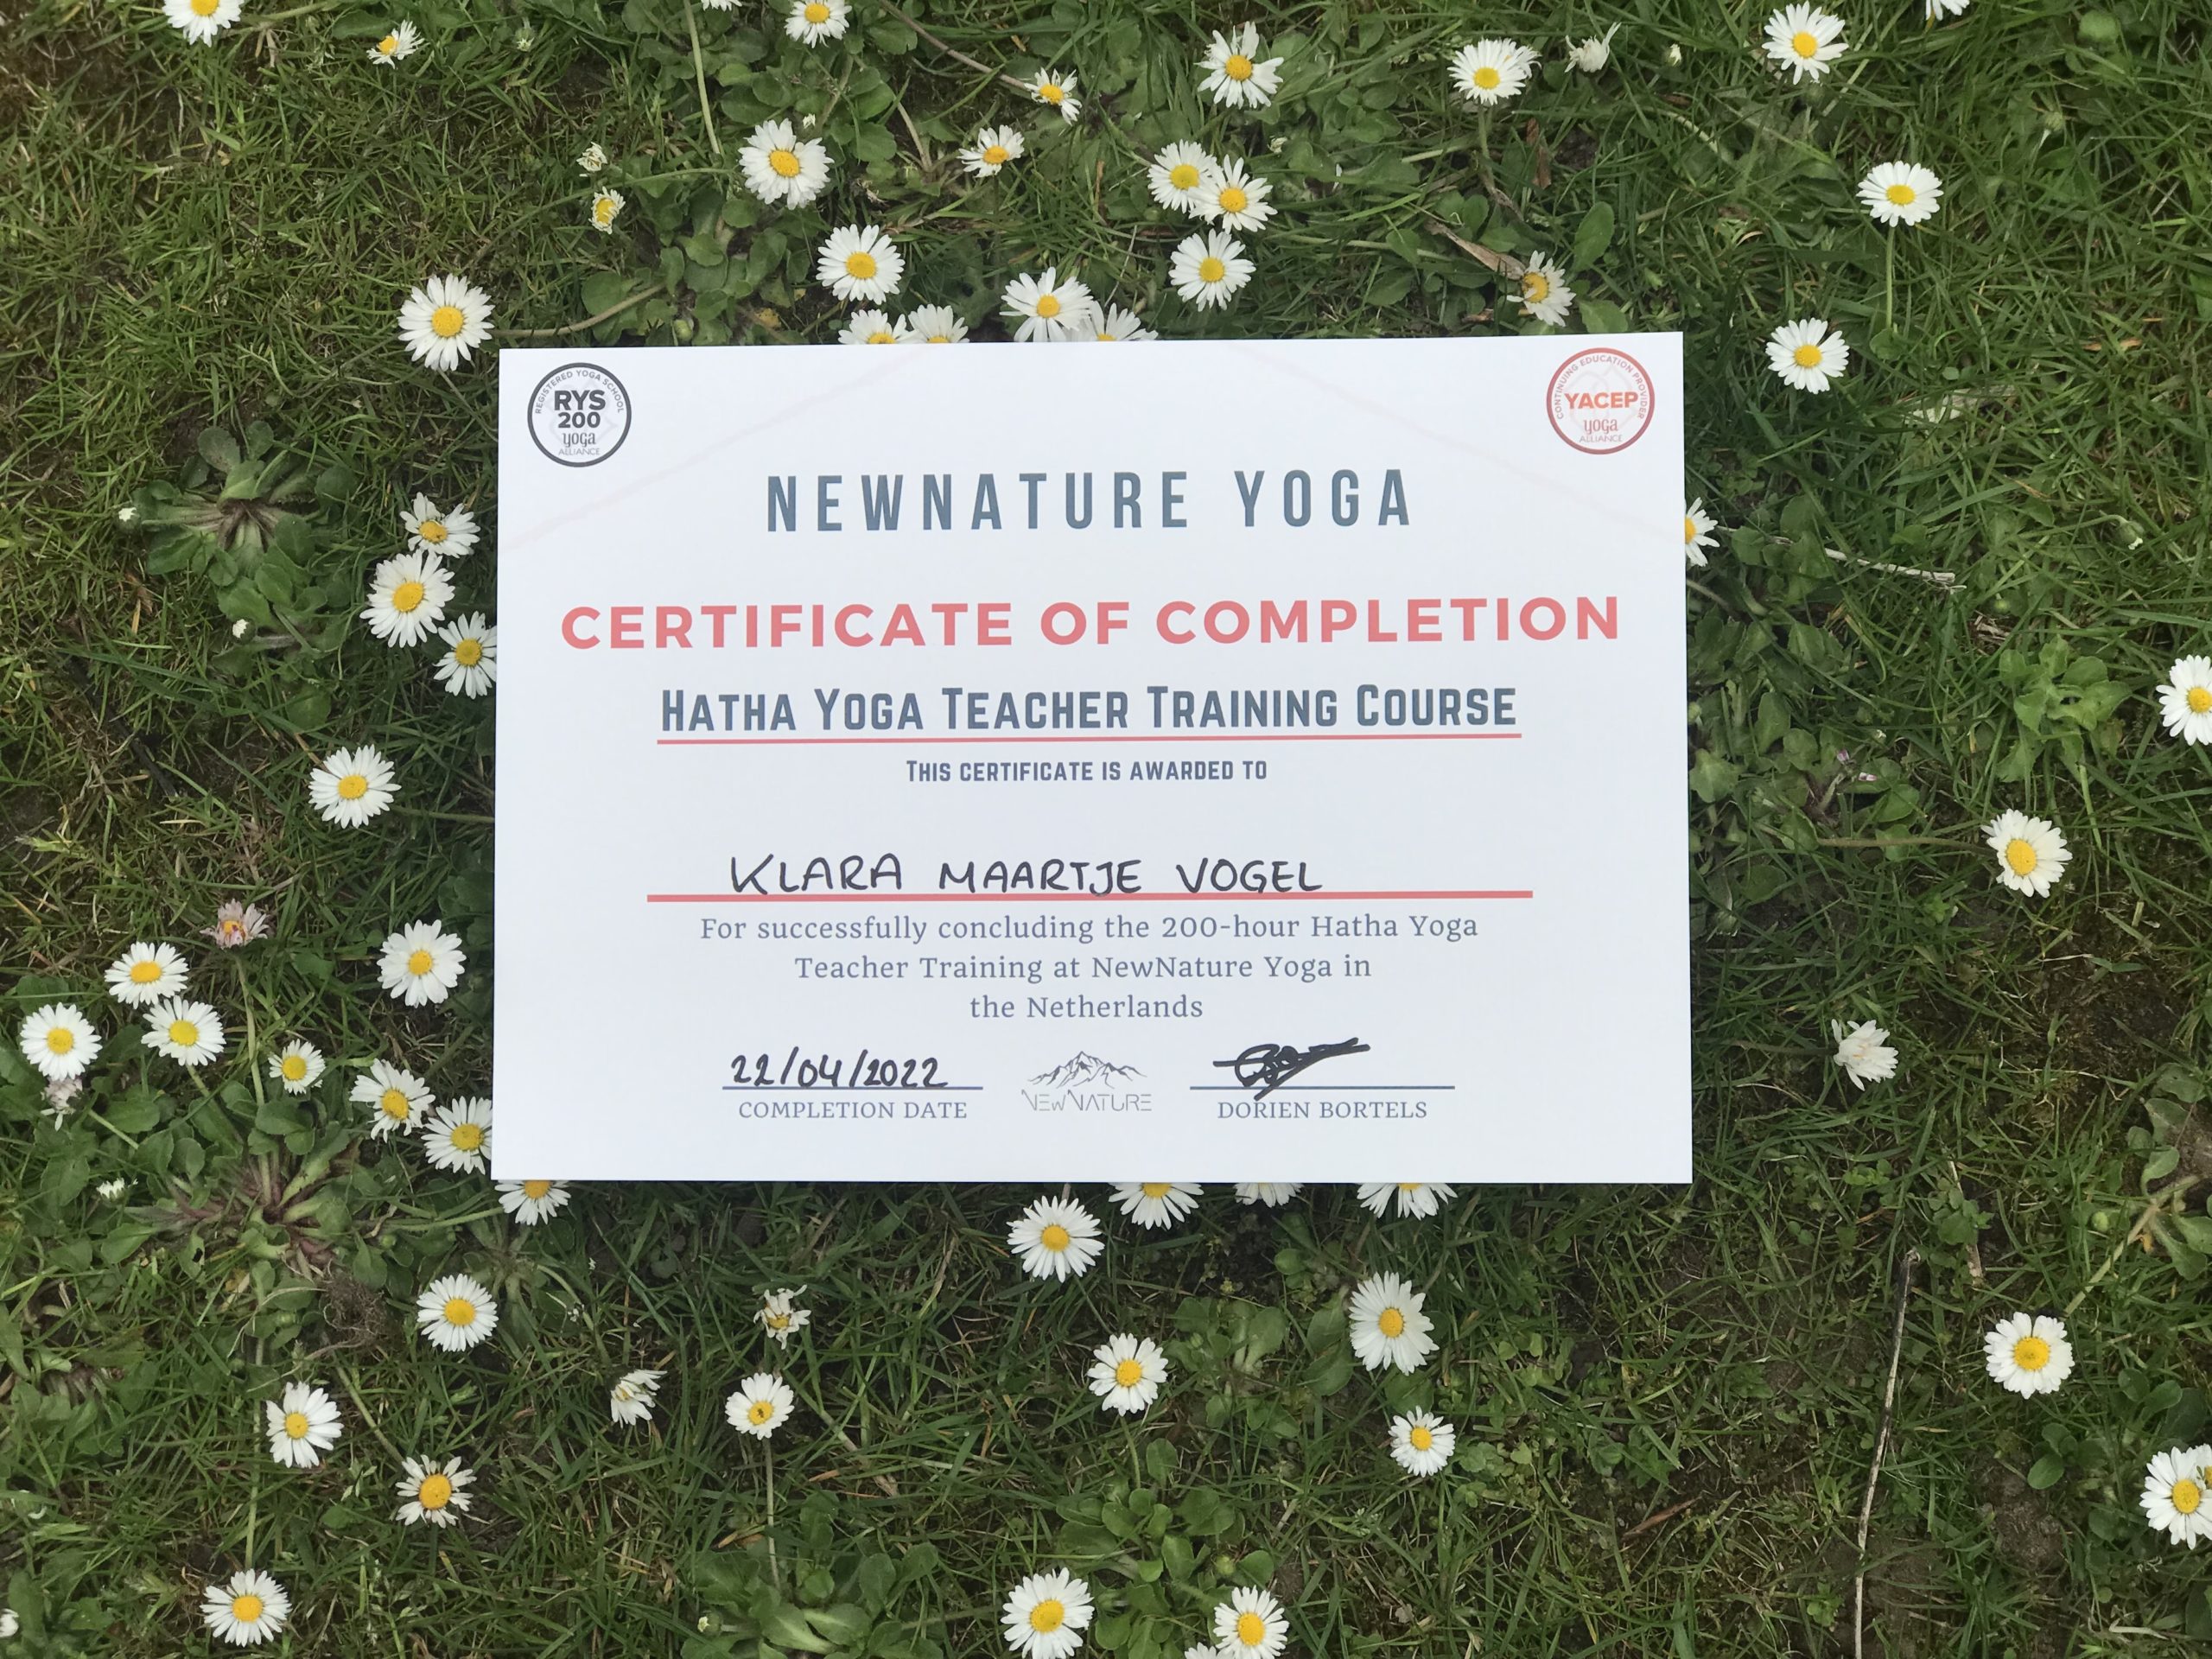 REGISTERED YOGA SCHOOL
RYS
200
yoga
ALLIANCE
CONTINUING EDUCATION PROVIDER
YACEP
yoga
ALLIANCE
NEWNATURE YOGA
CERTIFICATE OF COMPLETION
HATHA YOGA TEACHER TRAINING COURSE
THIS CERTIFICATE IS AWARDED TO
KLARA MAARTJE VOGEL
For successfully concluding the 200-hour Hatha Yoga
Teacher Training at NewNature Yoga in
the Netherlands
22/04/2022
COMPLETION DATE
NEWNATURE
DORIEN BORTELS